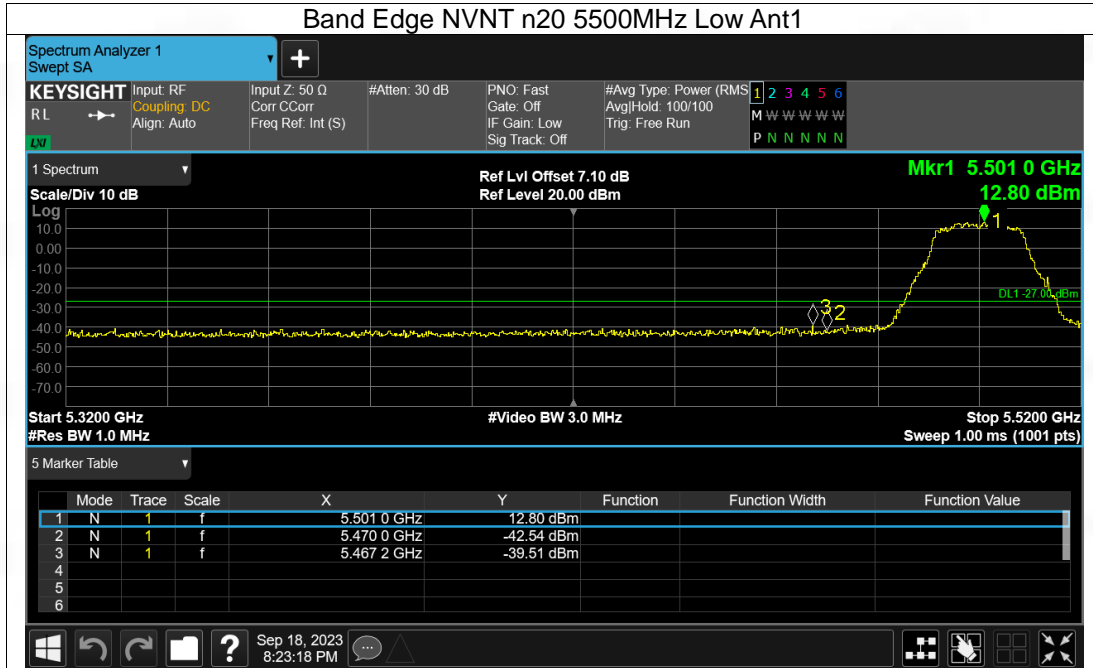 Band Edge NVNT n20 5500MHz Low Ant1
Spectrum Analyzer 1
Swept SA
+
KEYSIGHT Input: RF Input Z: 50 Ω #Atten: 30 dB PNO: Fast #Avg Type: Power (RMS 1 2 3 4 5 6
RL Coupling: DC Corr CCorr Gate: Off Avg|Hold: 100/100 M W W W W W W
Align: Auto Freq Ref: Int (S) IF Gain: Low Trig: Free Run
LXI Sig Track: Off P N N N N N N
1 Spectrum Ref Lvl Offset 7.10 dB Mkr1 5.501 0 GHz
Scale/Div 10 dB Ref Level 20.00 dBm 12.80 dBm
Log
1
10.0
0.00
-10.0
-20.0
DL1 -27.00 dBm
-30.0
3 2
-40.0
-50.0
-60.0
-70.0
Start 5.3200 GHz #Video BW 3.0 MHz Stop 5.5200 GHz
#Res BW 1.0 MHz Sweep 1.00 ms (1001 pts)
5 Marker Table
Mode Trace Scale X Y Function Function Width Function Value
1 N 1 f 5.501 0 GHz 12.80 dBm
2 N 1 f 5.470 0 GHz -42.54 dBm
3 N 1 f 5.467 2 GHz -39.51 dBm
4
5
6
? Sep 18, 2023
8:23:18 PM